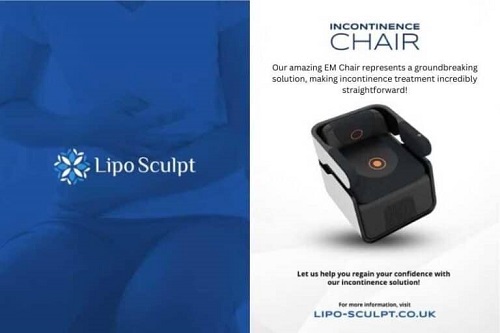 Lipo Sculpt
INCONTINENCE
CHAIR
Our amazing EM Chair represents a groundbreaking
solution, making incontinence treatment incredibly
straightforward!
Let us help you regain your confidence with
our incontinence solution!
For more information, visit
LIPO-SCULPT.CO.UK